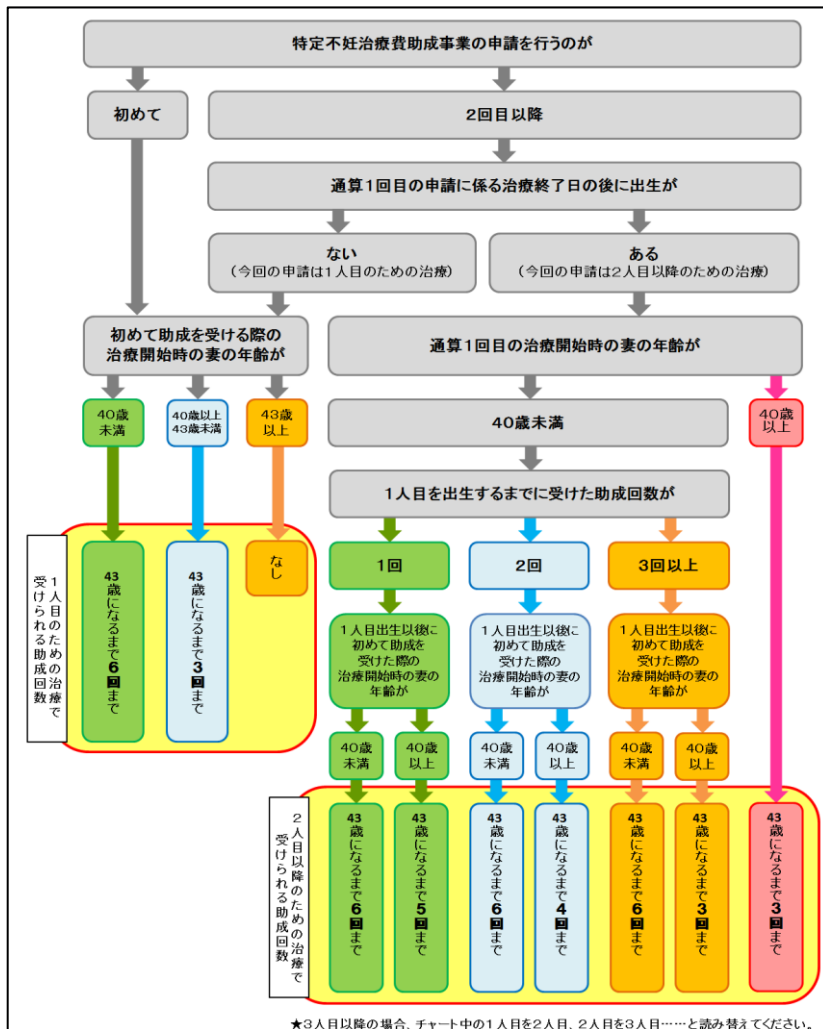 特定不妊治療費助成事業の申請を行うのが
初めて
2回目以降
通算1回目の申請に係る治療終了日の後に出生が
ない
(今回の申請は1人目のための治療)
ある
(今回の申請は2人目以降のための治療)
初めて助成を受ける際の
治療開始時の妻の年齢が
通算1回目の治療開始時の妻の年齢が
40歳
未満
40歳以上
43歳未満
43歳
以上
40歳未満
40歳
以上
1人目を出生するまでに受けた助成回数が
1人目のための治療で
受けられる助成回数
43歳になるまで6回まで
43歳になるまで3回まで
なし
1回
2回
3回以上
1人目出生以後に
初めて助成を
受けた際の
治療開始時の妻の
年齢が
1人目出生以後に
初めて助成を
受けた際の
治療開始時の妻の
年齢が
1人目出生以後に
初めて助成を
受けた際の
治療開始時の妻の
年齢が
40歳
未満
40歳
以上
40歳
未満
40歳
以上
40歳
未満
40歳
以上
2人目以降のための治療で
受けられる助成回数
43歳になるまで6回まで
43歳になるまで5回まで
43歳になるまで6回まで
43歳になるまで4回まで
43歳になるまで6回まで
43歳になるまで3回まで
43歳になるまで3回まで
★3人目以降の場合、チャート中の1人目を2人目、2人目を3人目……と読み替えてください。